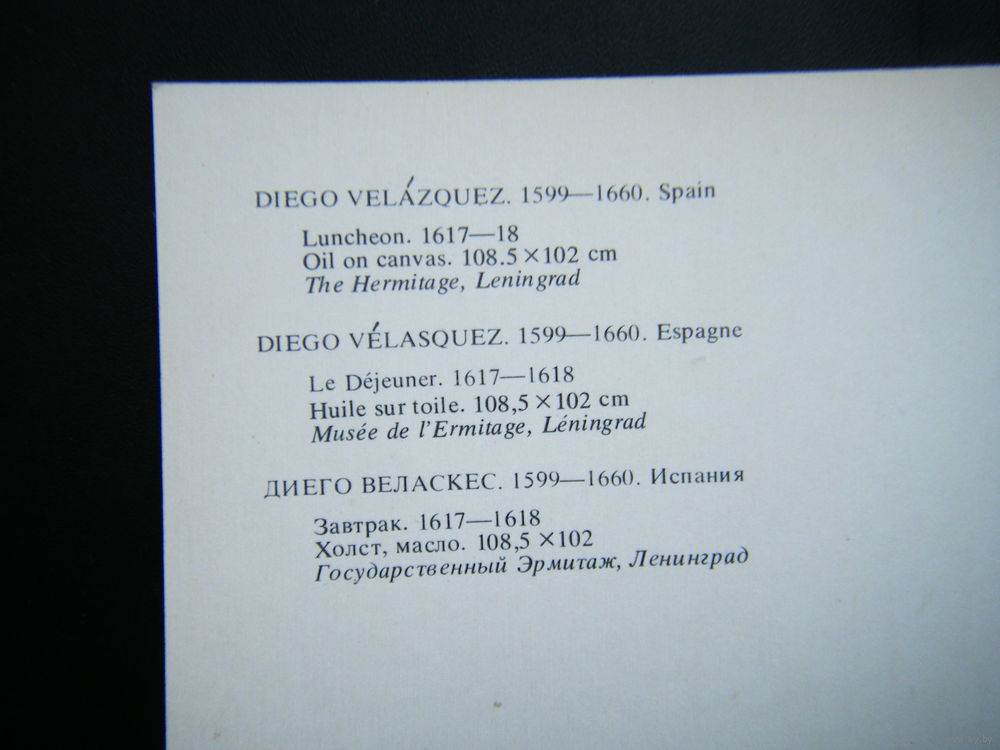 DIEGO VELÁZQUEZ. 1599—1660. Spain
Luncheon. 1617—18
Oil on canvas. 108.5 × 102 cm
The Hermitage, Leningrad
DIEGO VÉLASQUEZ. 1599—1660. Espagne
Le Déjeuner. 1617—1618
Huile sur toile. 108,5 × 102 cm
Musée de l'Ermitage, Léningrad
ДИЕГО ВЕЛАСКЕС. 1599—1660. Испания
Завтрак. 1617—1618
Холст, масло. 108,5 ×102
Государственный Эрмитаж, Ленинград